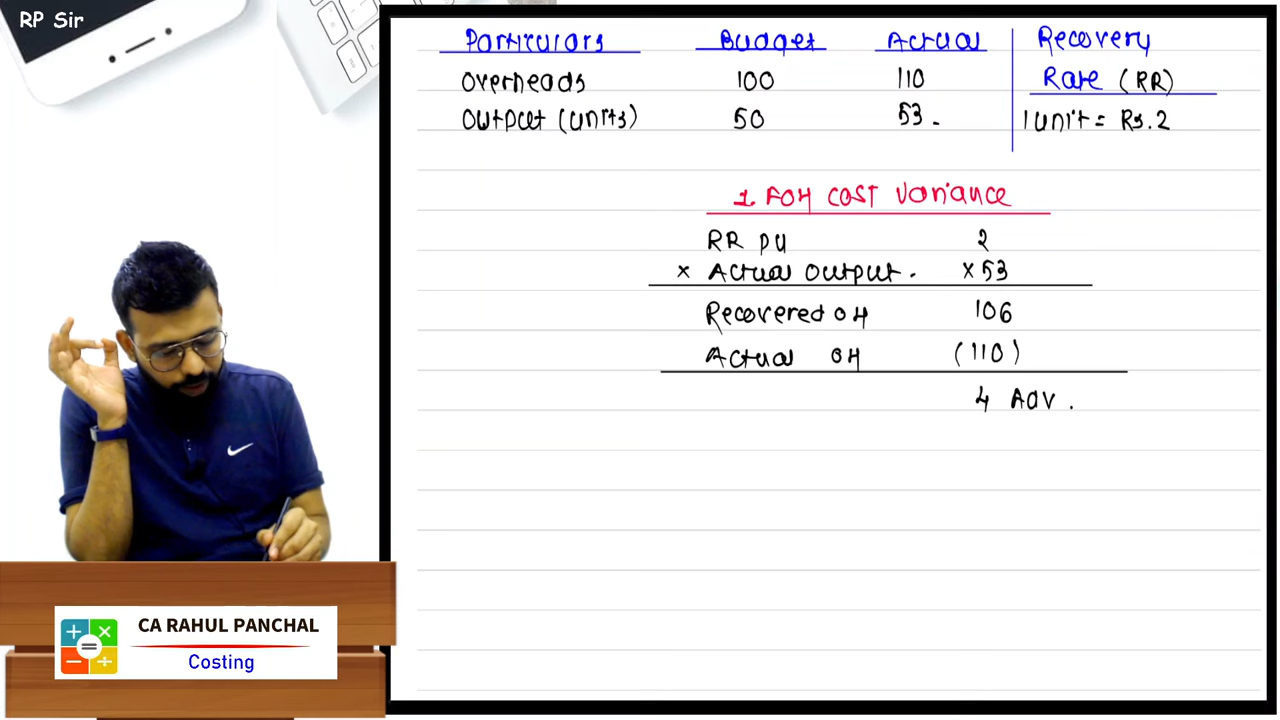 RP Sir
Particulars Budget Actual Recovery
Overheads 100 110 Rate (RR)
Output (units) 50 53. 1 unit = Rs.2
1. FOH Cost Variance
RR PU 2
× Actual Output. ×53
Recovered OH 106
Actual OH (110)
4 Adv.
CA RAHUL PANCHAL
Costing